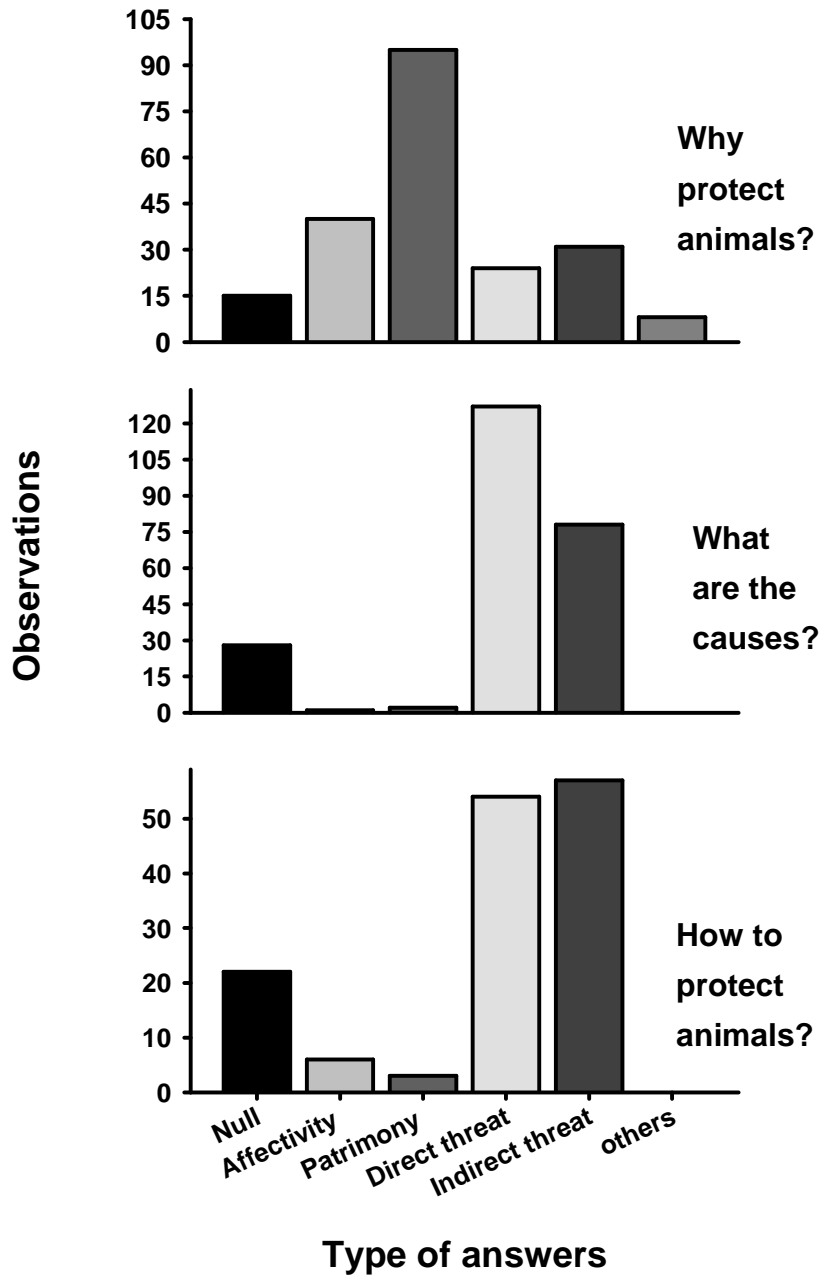 105
90
75
60
45
30
15
0
Why
protect
animals?
120
105
90
75
60
45
30
15
0
What
are the
causes?
Observations
50
40
30
20
10
0
How to
protect
animals?
Null
Affectivity
Patrimony
Direct threat
Indirect threat
others
Type of answers